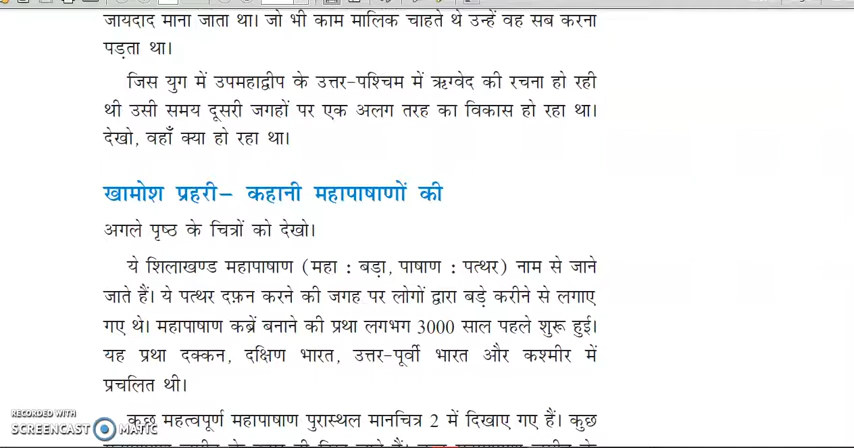 जायदाद माना जाता था। जो भी काम मालिक चाहते थे उन्हें वह सब करना
पड़ता था।
जिस युग में उपमहाद्वीप के उत्तर-पश्चिम में ऋग्वेद की रचना हो रही
थी उसी समय दूसरी जगहों पर एक अलग तरह का विकास हो रहा था।
देखो, वहाँ क्या हो रहा था।
खामोश प्रहरी– कहानी महापाषाणों की
अगले पृष्ठ के चित्रों को देखो।
ये शिलाखण्ड महापाषाण (महा : बड़ा, पाषाण : पत्थर) नाम से जाने
जाते हैं। ये पत्थर दफ़न करने की जगह पर लोगों द्वारा बड़े करीने से लगाए
गए थे। महापाषाण कब्रें बनाने की प्रथा लगभग 3000 साल पहले शुरू हुई।
यह प्रथा दक्कन, दक्षिण भारत, उत्तर-पूर्वी भारत और कश्मीर में
प्रचलित थी।
कुछ महत्वपूर्ण महापाषाण पुरास्थल मानचित्र 2 में दिखाए गए हैं। कुछ
RECORDED WITH
SCREENCAST MATIC